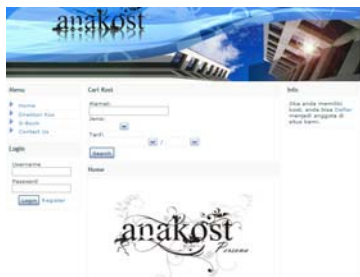 anakost
Menu
Home
Direktori Kos
G-Book
Contact Us
Login
Username
Password
Login Register
Cari Kost
Alamat:
Jenis:
Tarif:
/
Search
Home
anakost
Persona
Info
Jika anda memiliki
kost, anda bisa Daftar
menjadi anggota di
situs kami.